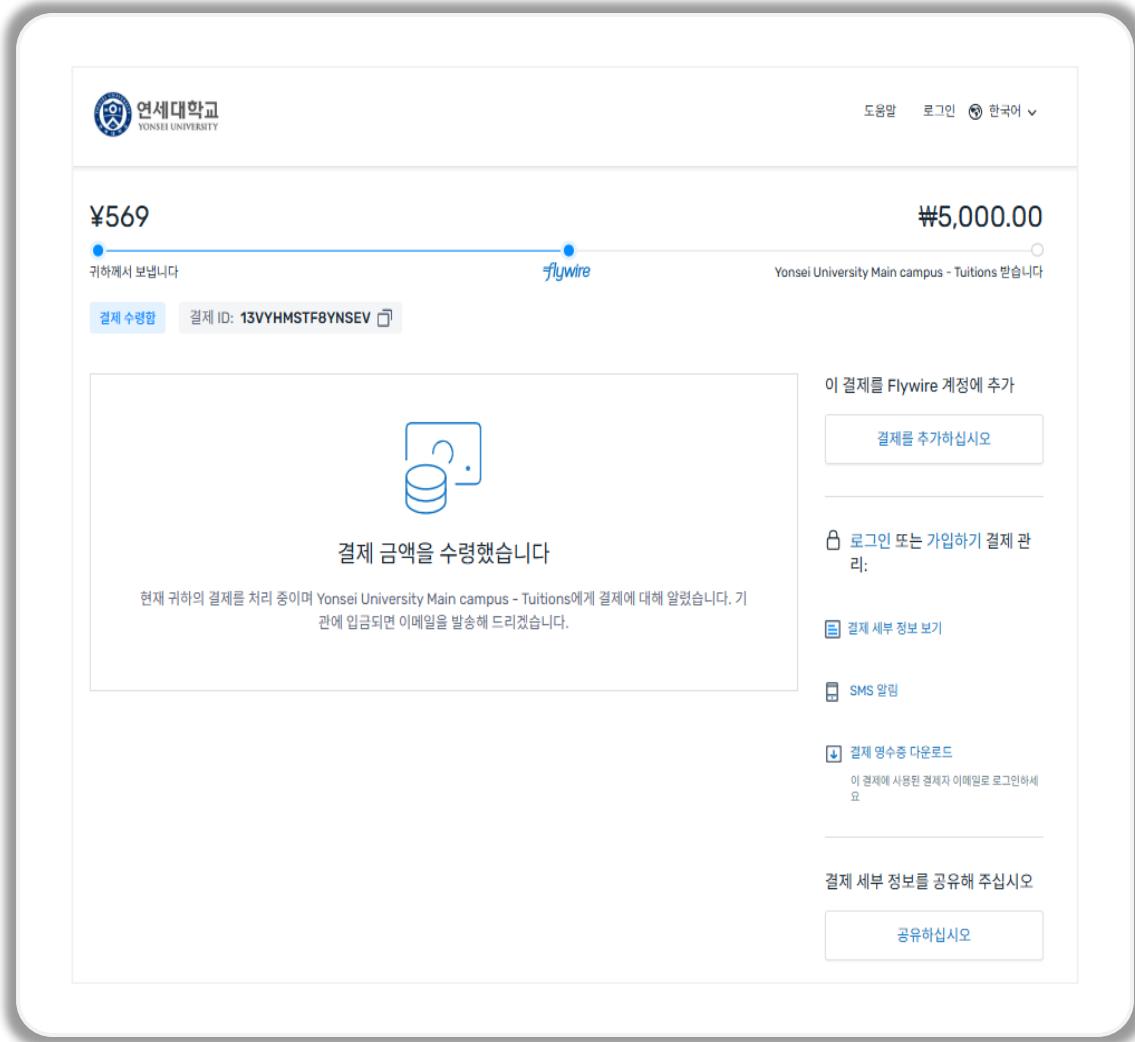 연세대학교
YONSEI UNIVERSITY
도움말 로그인 한국어
¥569
₩5,000.00
귀하께서 보냅니다
flywire
Yonsei University Main campus - Tuitions 받습니다
결제 수령함
결제 ID: 13VYHMSTF8YNSEV
결제 금액을 수령했습니다
현재 귀하의 결제를 처리 중이며 Yonsei University Main campus - Tuitions에게 결제에 대해 알렸습니다. 기
관에 입금되면 이메일을 발송해 드리겠습니다.
이 결제를 Flywire 계정에 추가
결제를 추가하십시오
로그인 또는 가입하기 결제 관
리:
결제 세부 정보 보기
SMS 알림
결제 영수증 다운로드
이 결제에 사용된 결제자 이메일로 로그인하세
요
결제 세부 정보를 공유해 주십시오
공유하십시오